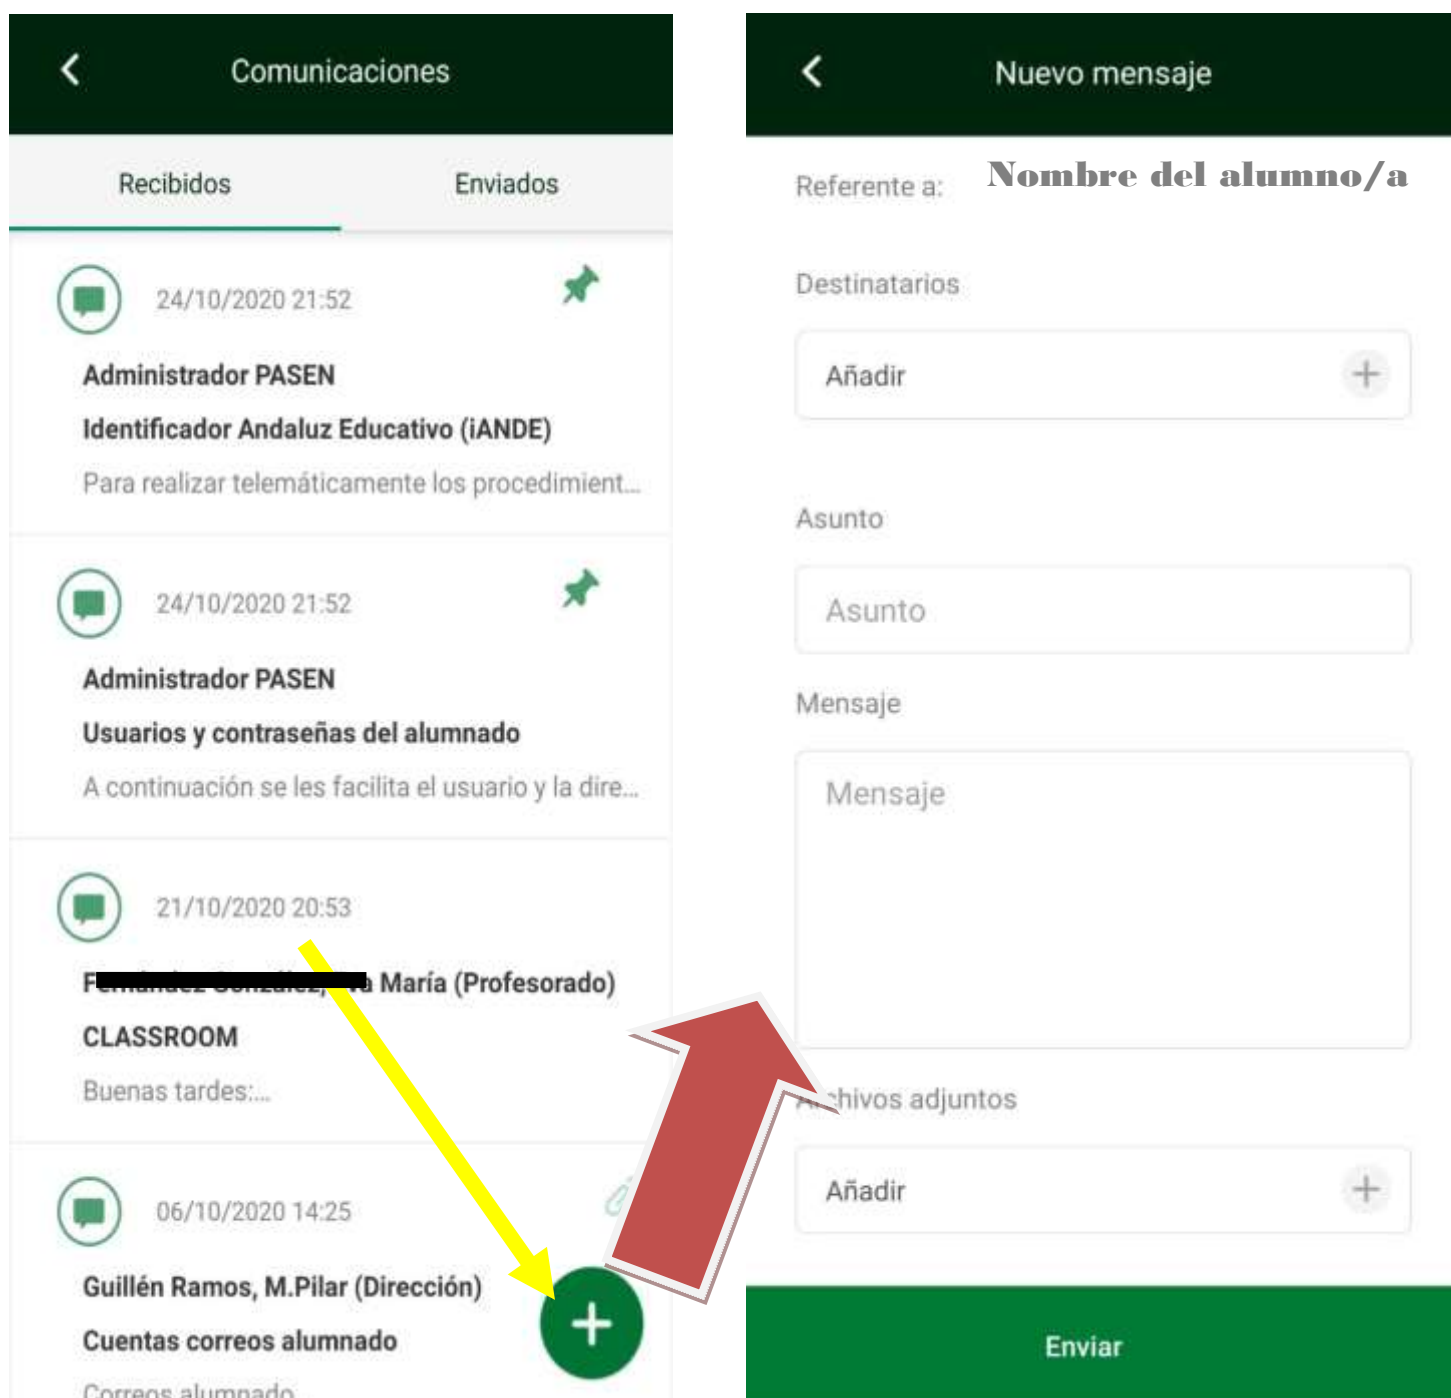 Comunicaciones
Recibidos
Enviados
24/10/2020 21:52
Administrador PASEN
Identificador Andaluz Educativo (iANDE)
Para realizar telemáticamente los procedimient...
24/10/2020 21:52
Administrador PASEN
Usuarios y contraseñas del alumnado
A continuación se les facilita el usuario y la dire...
21/10/2020 20:53
María (Profesorado)
CLASSROOM
Buenas tardes:...
06/10/2020 14:25
Guillén Ramos, M.Pilar (Dirección)
Cuentas correos alumnado
Correos alumnado
Nuevo mensaje
Referente a: Nombre del alumno/a
Destinatarios
Añadir
Asunto
Asunto
Mensaje
Mensaje
Archivos adjuntos
Añadir
Enviar